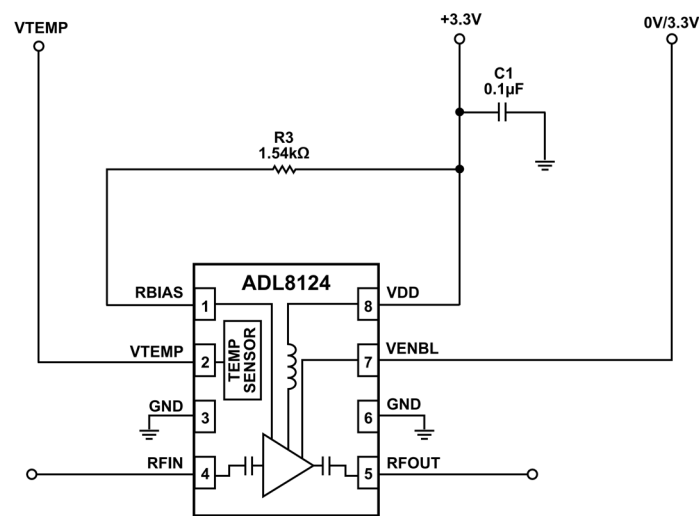 VTEMP
+3.3V
0V/3.3V
C1
0.1µF
R3
1.54kΩ
ADL8124
RBIAS
1
8
VDD
VTEMP
2
TEMP
SENSOR
7
VENBL
GND
3
6
GND
RFIN
4
5
RFOUT